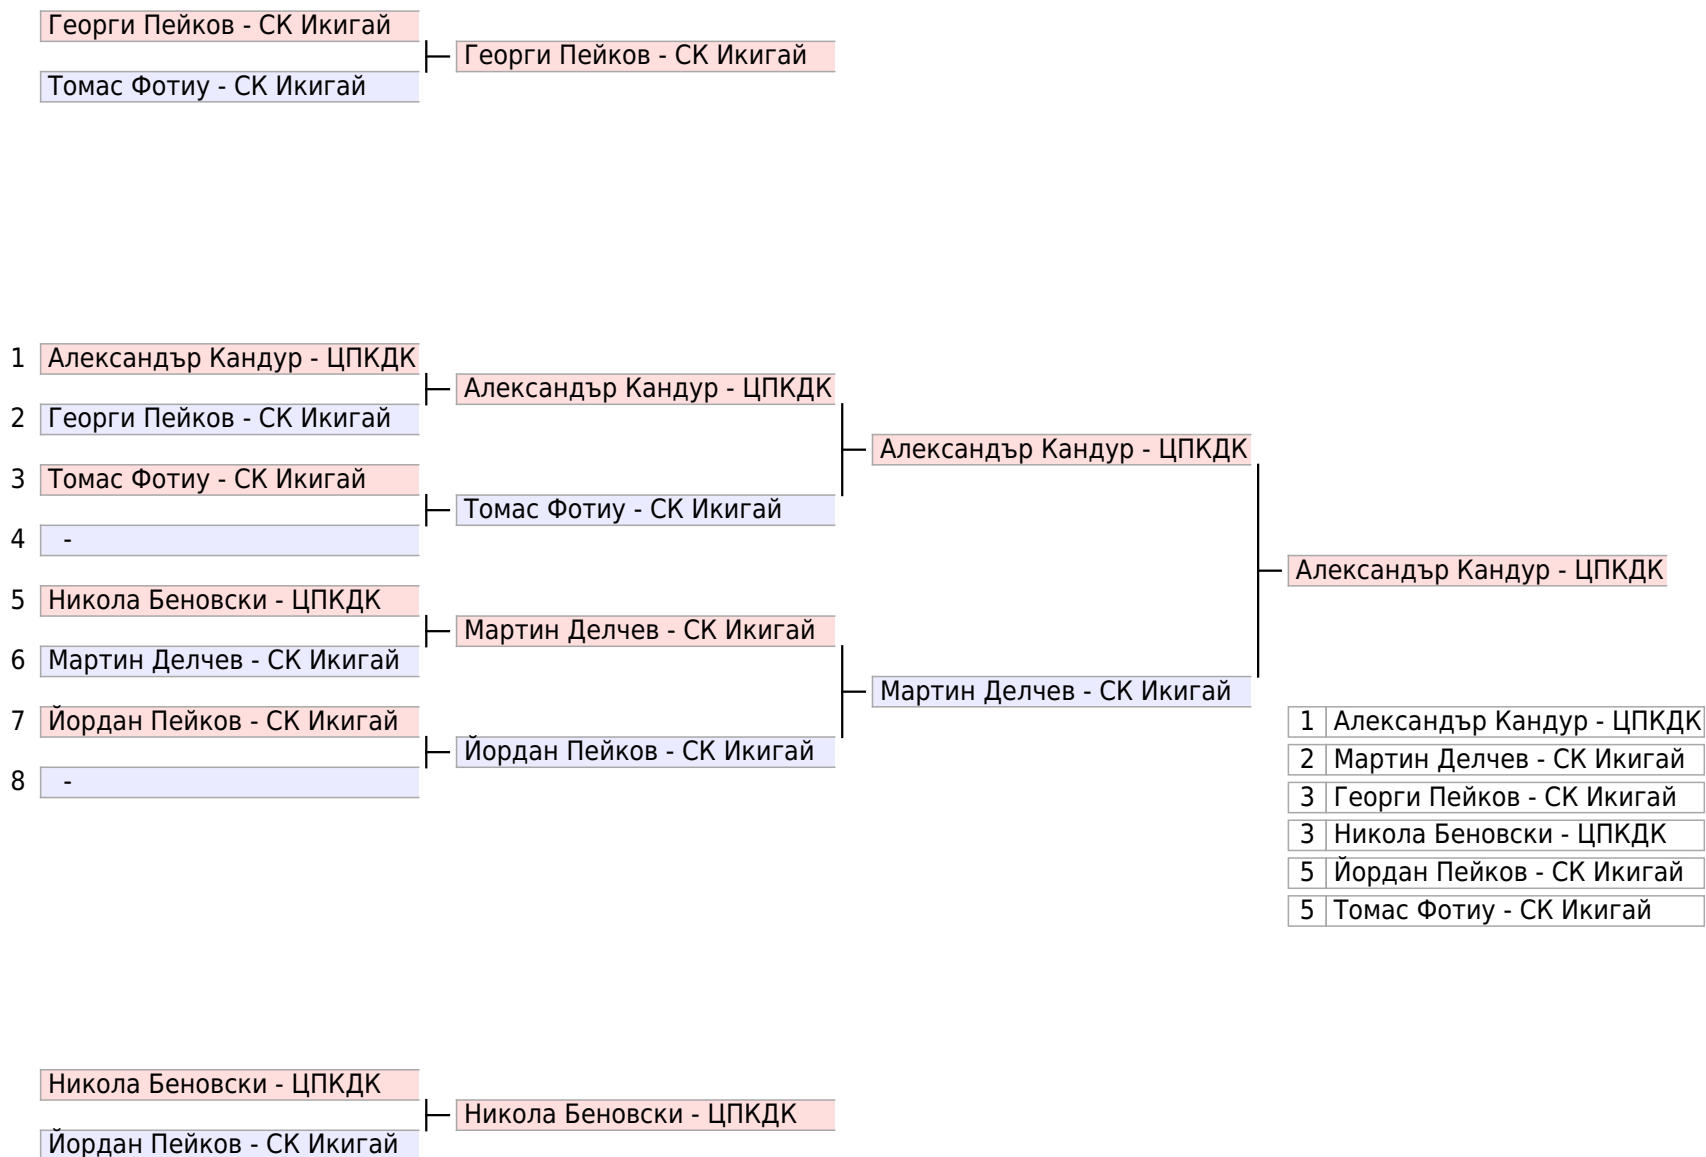 Георги Пейков - СК Икигай
Георги Пейков - СК Икигай
Томас Фотиу - СК Икигай
1 Александър Кандур - ЦПКДК
Александър Кандур - ЦПКДК
2 Георги Пейков - СК Икигай
Александър Кандур - ЦПКДК
3 Томас Фотиу - СК Икигай
Томас Фотиу - СК Икигай
4 -
Александър Кандур - ЦПКДК
5 Никола Беновски - ЦПКДК
Мартин Делчев - СК Икигай
6 Мартин Делчев - СК Икигай
Мартин Делчев - СК Икигай
7 Йордан Пейков - СК Икигай
Йордан Пейков - СК Икигай
8 -
1 Александър Кандур - ЦПКДК
2 Мартин Делчев - СК Икигай
3 Георги Пейков - СК Икигай
3 Никола Беновски - ЦПКДК
5 Йордан Пейков - СК Икигай
5 Томас Фотиу - СК Икигай
Никола Беновски - ЦПКДК
Никола Беновски - ЦПКДК
Йордан Пейков - СК Икигай